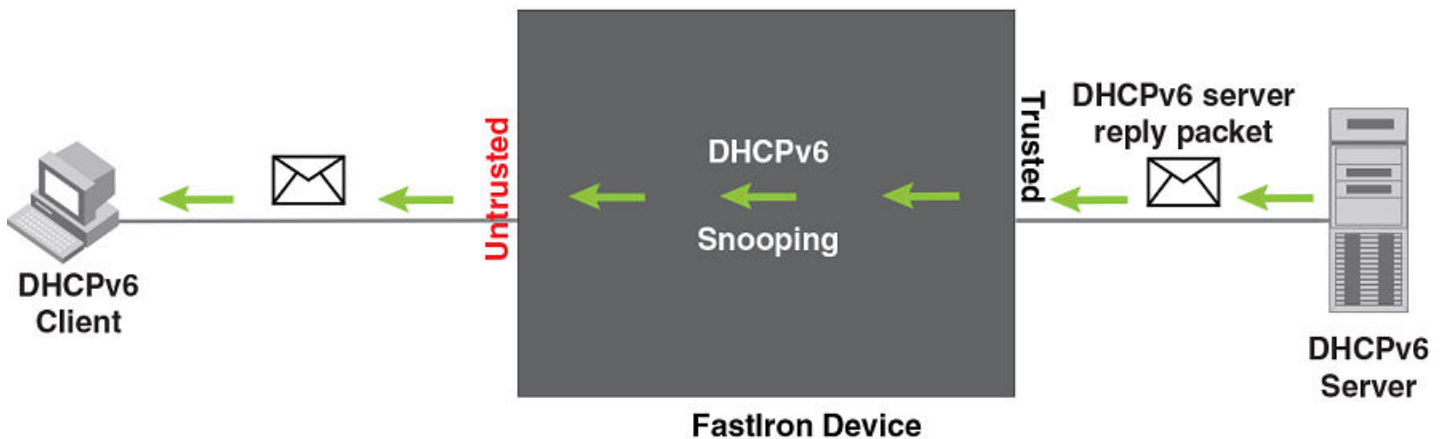 DHCPv6
Client
Untrusted
DHCPv6
Snooping
Trusted
DHCPv6 server
reply packet
DHCPv6
Server
FastIron Device